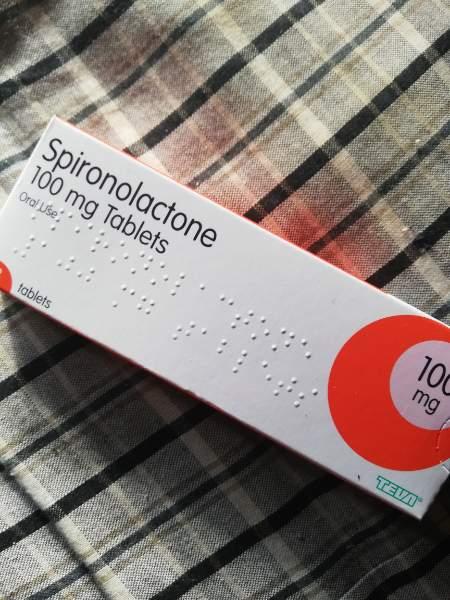 Spironolactone
100 mg Tablets
Oral Use
tablets
100
mg
TEVA®